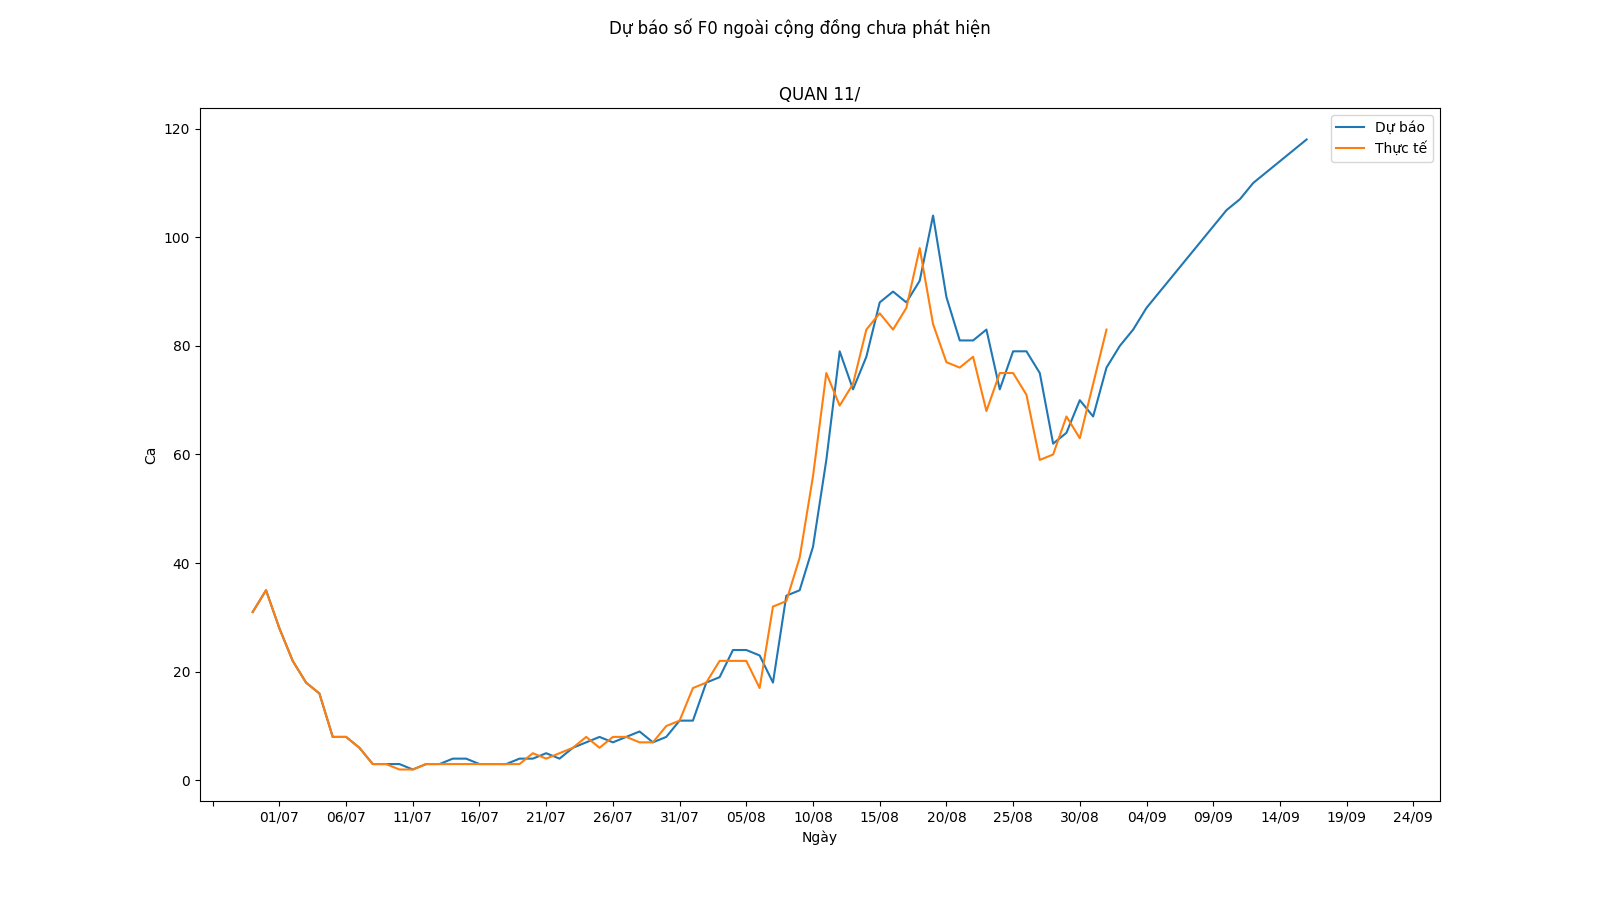 Dự báo số F0 ngoài cộng đồng chưa phát hiện
QUAN 11/
Dự báo
Thực tế
120
100
80
60
40
20
0
Ca
01/07 06/07 11/07 16/07 21/07 26/07 31/07 05/08 10/08 15/08 20/08 25/08 30/08 04/09 09/09 14/09 19/09 24/09
Ngày